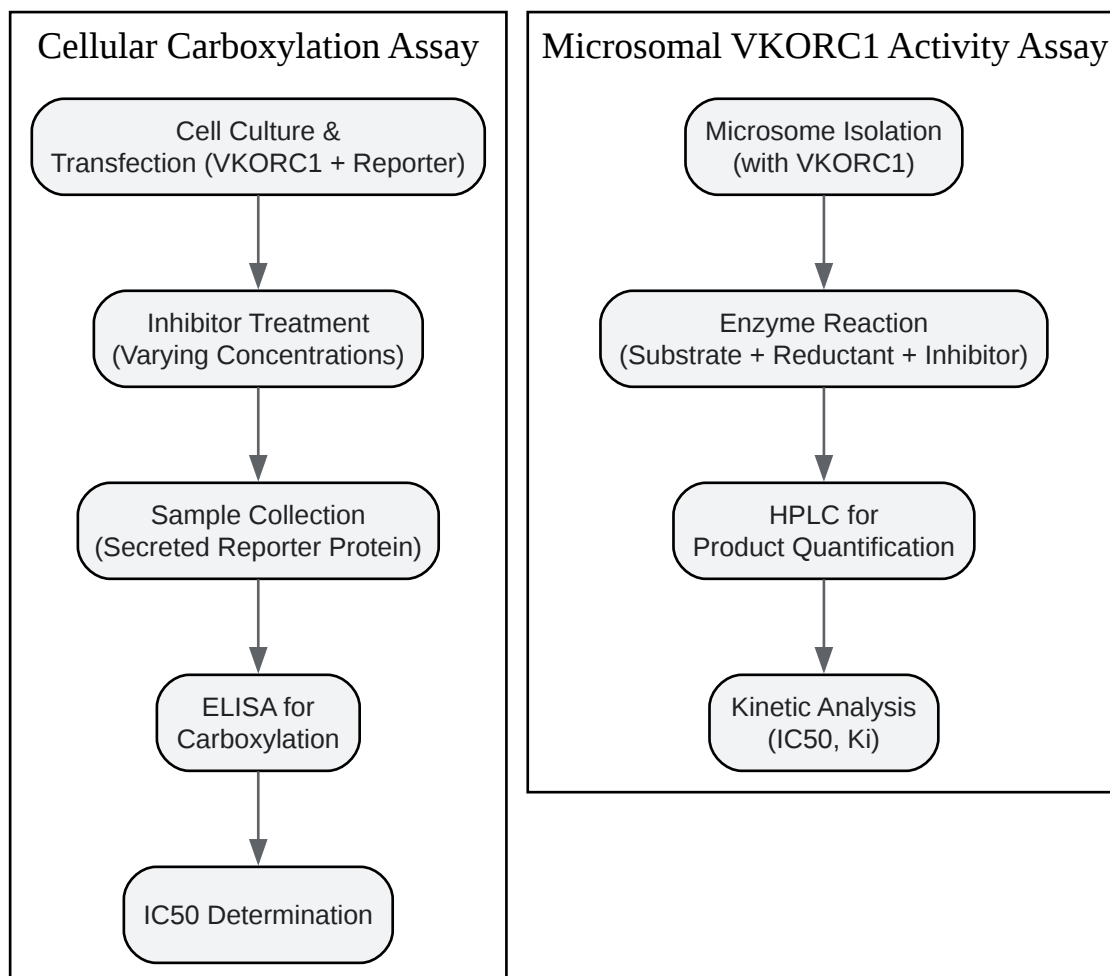 Cellular Carboxylation Assay
Cell Culture &
Transfection (VKORC1 + Reporter)
Inhibitor Treatment
(Varying Concentrations)
Sample Collection
(Secreted Reporter Protein)
ELISA for
Carboxylation
IC50 Determination
Microsomal VKORC1 Activity Assay
Microsome Isolation
(with VKORC1)
Enzyme Reaction
(Substrate + Reductant + Inhibitor)
HPLC for
Product Quantification
Kinetic Analysis
(IC50, Ki)